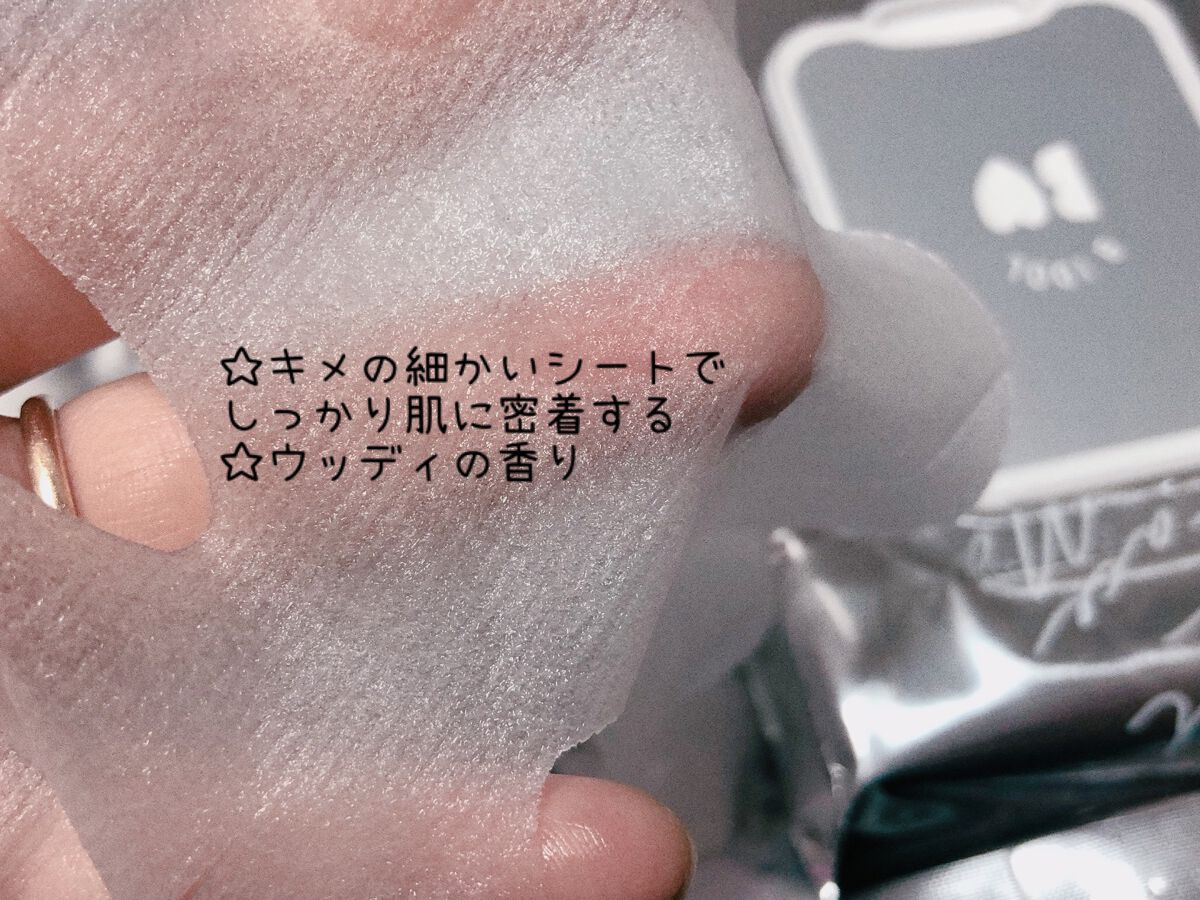 ☆キメの細かいシートで
しっかり肌に密着する
☆ウッディの香り